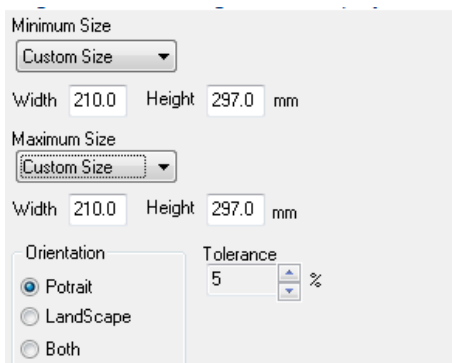 Minimum Size
Custom Size
Width 210.0 Height 297.0 mm
Maximum Size
Custom Size
Width 210.0 Height 297.0 mm
Orientation Tolerance
Potrait 5 %
LandScape
Both